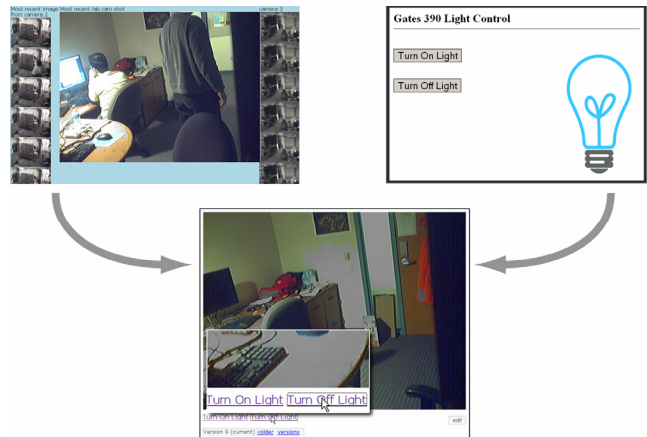 Most recent image Most recent tab cam shot
from camera 2
camera 3
Gates 390 Light Control
Turn On Light
Turn Off Light
Turn On Light Turn Off Light
Turn On Light Turn Off Light
edit
Version 9 (current) «older versions